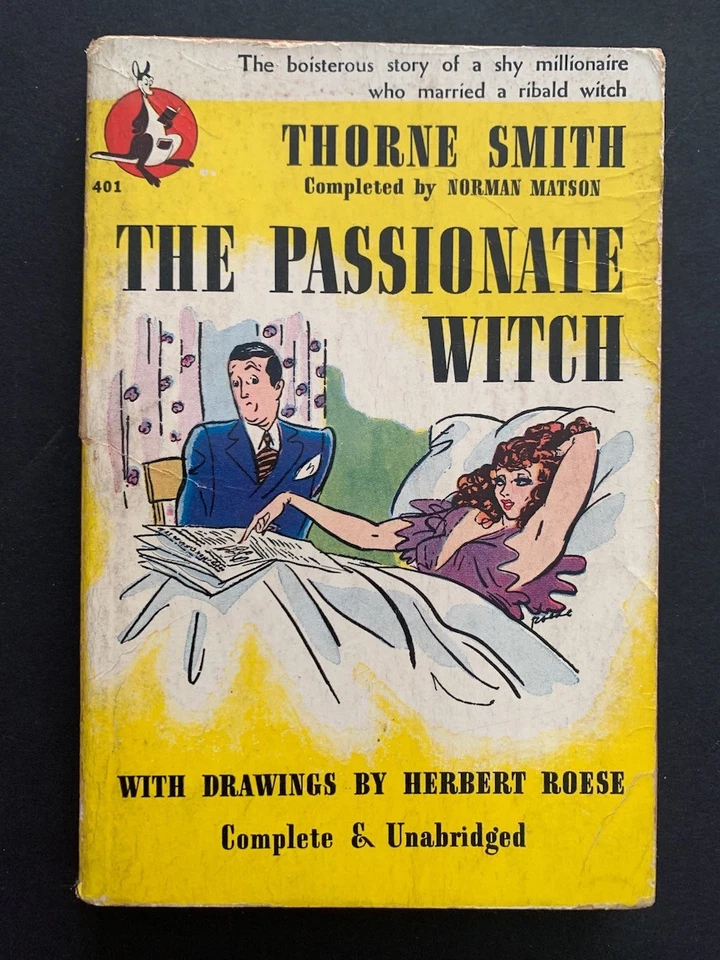 The boisterous story of a shy millionaire
who married a ribald witch
401
THORNE SMITH
Completed by NORMAN MATSON
THE PASSIONATE
WITCH
roese
WITH DRAWINGS BY HERBERT ROESE
Complete & Unabridged